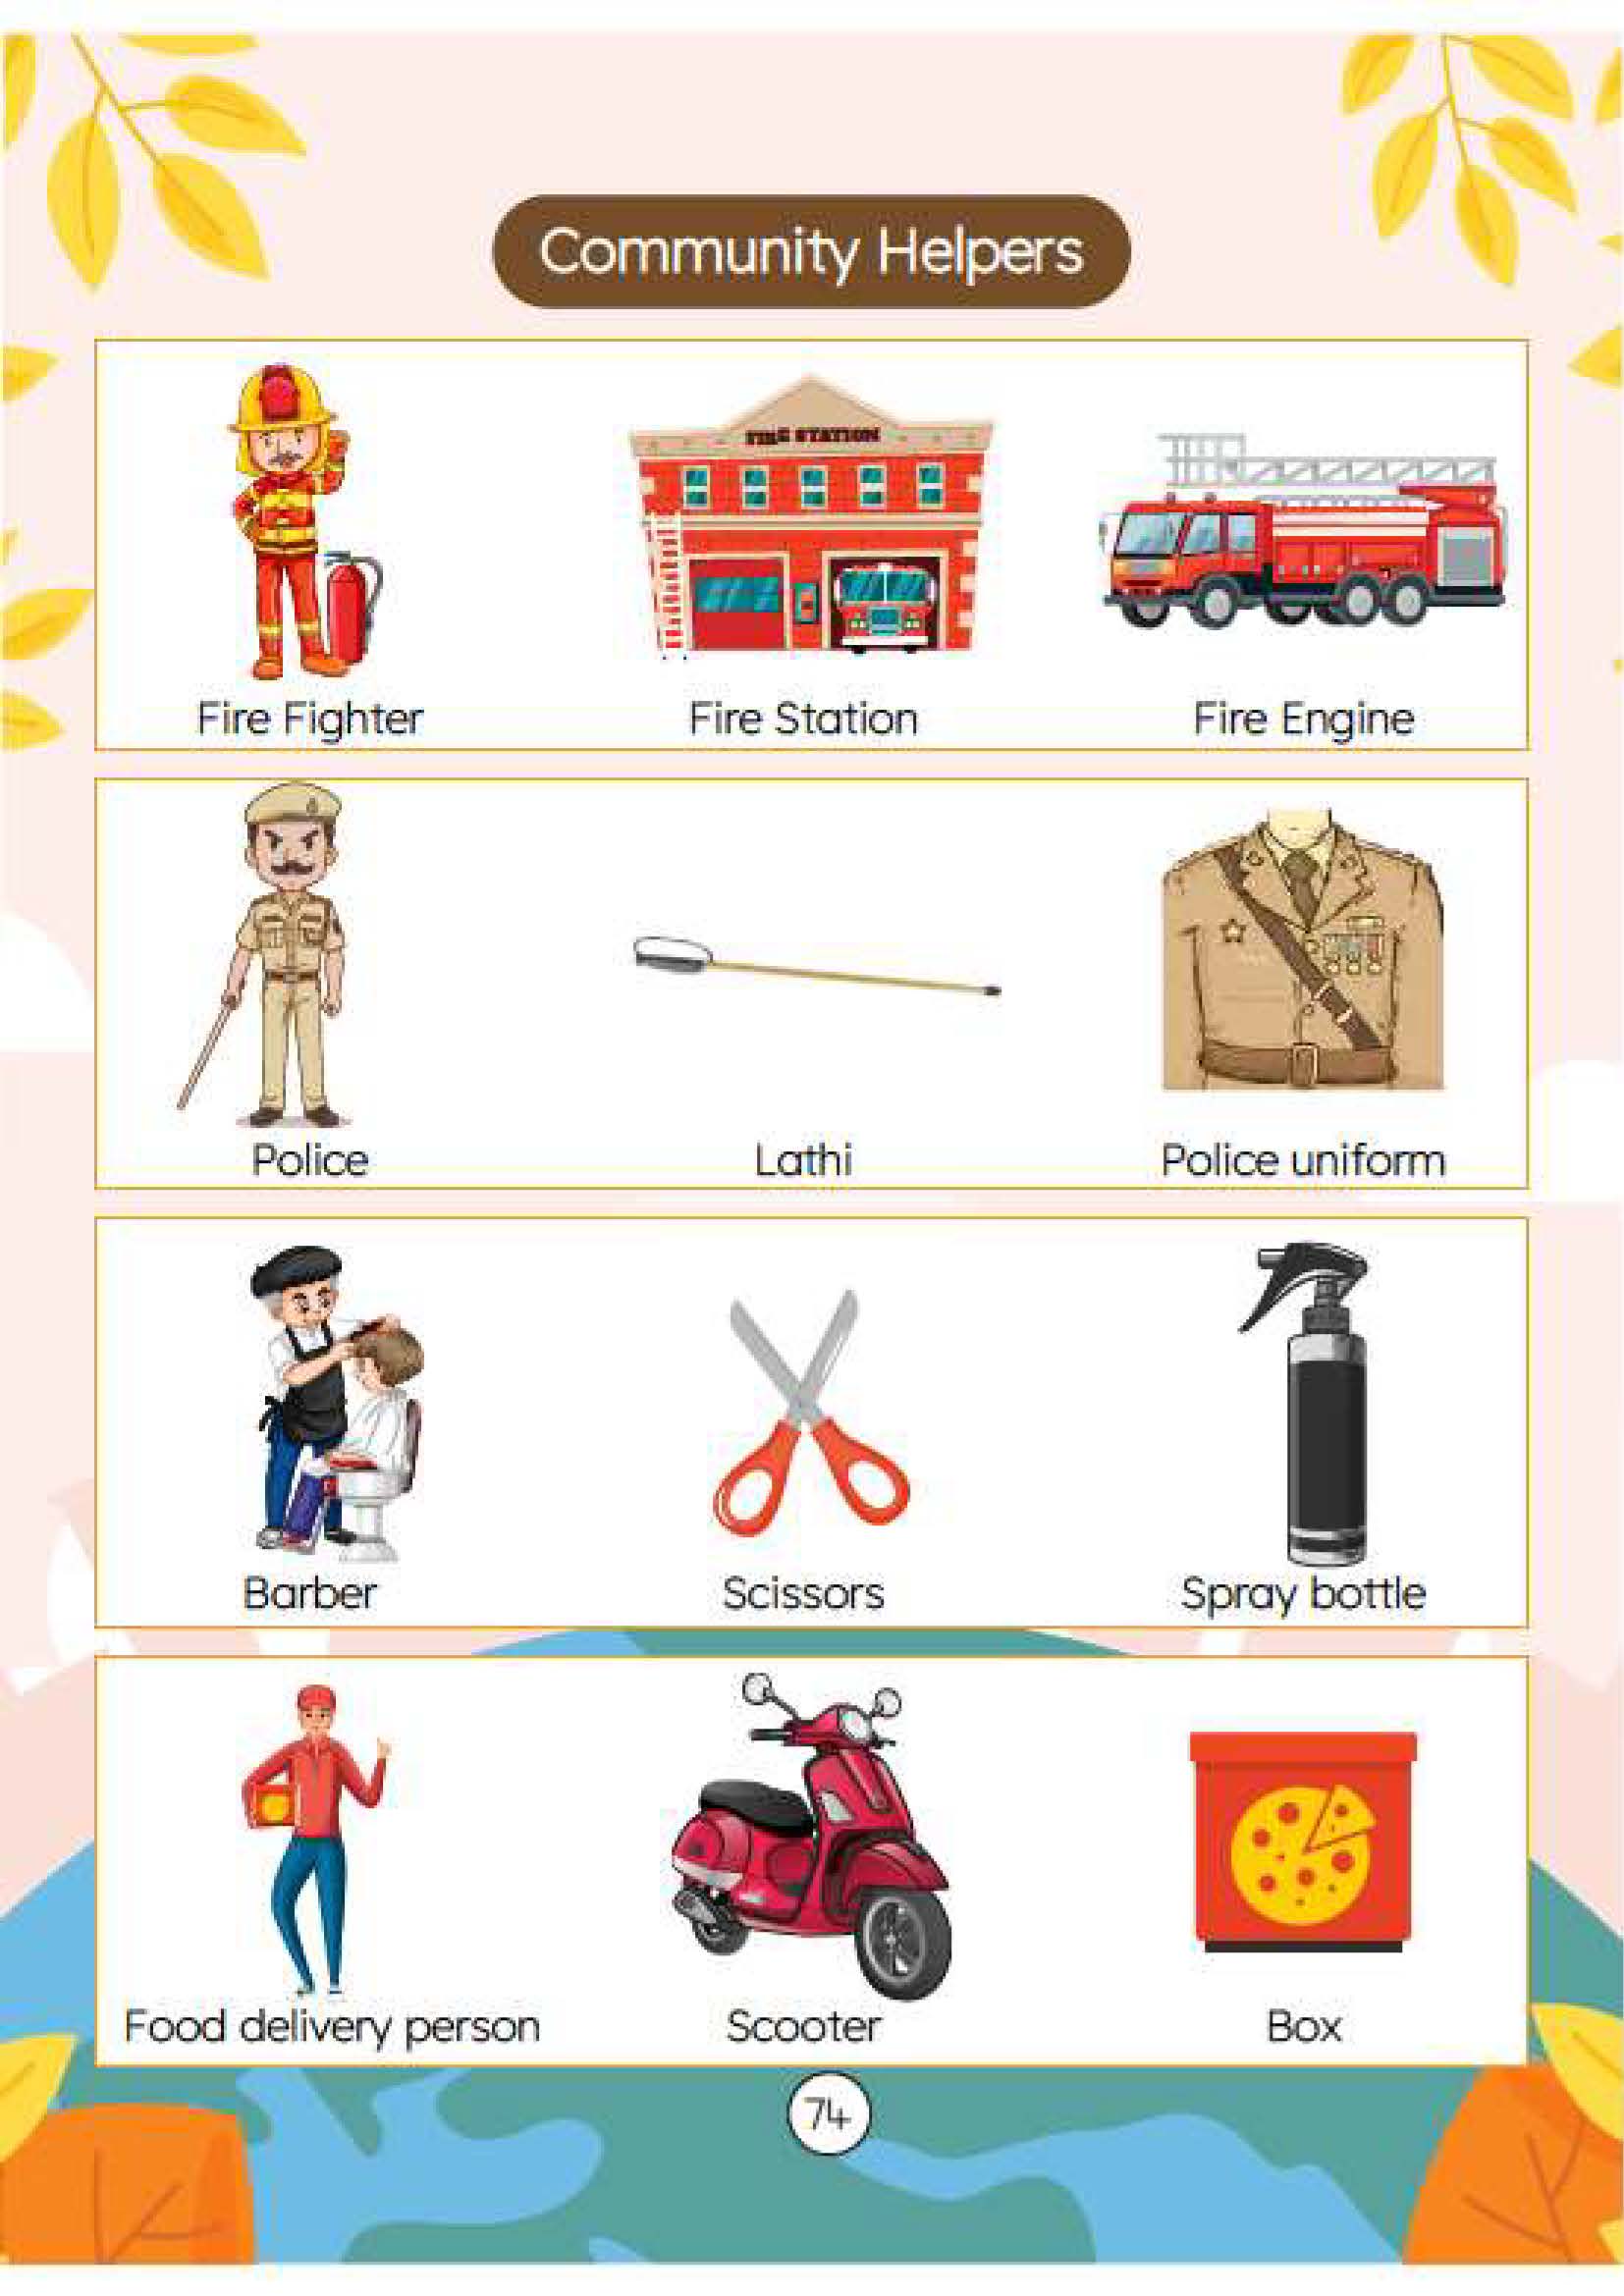 Community Helpers
FIRE STATION
Fire Fighter
Fire Station
Fire Engine
Police
Lathi
Police uniform
Barber
Scissors
Spray bottle
Food delivery person
Scooter
Box
74